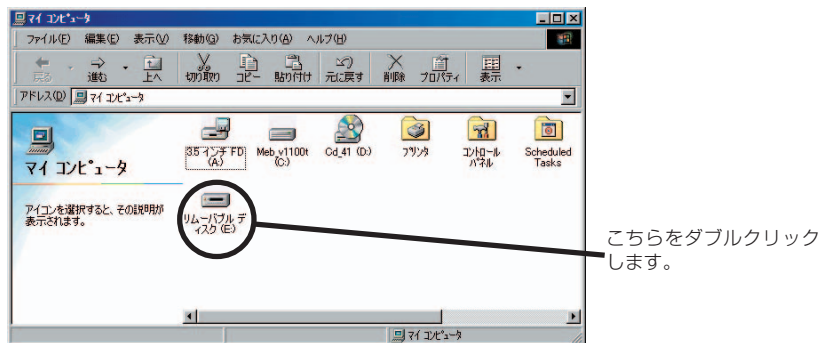 マイ コンピュータ
ファイル(F) 編集(E) 表示(V) 移動(G) お気に入り(A) ヘルプ(H)
戻る 進む 上へ 切り取り コピー 貼り付け 元に戻す 削除 プロパティ 表示
アドレス(D) マイ コンピュータ
マイ コンピュータ
アイコンを選択すると、その説明が
表示されます。
3.5 インチ FD
(A:)
Meb_v1100t
(C:)
Cd_41 (D:)
プリンタ
コントロール
パネル
Scheduled
Tasks
リムーバブル デ
ィスク (E:)
こちらをダブルクリック
します。
マイ コンピュータ